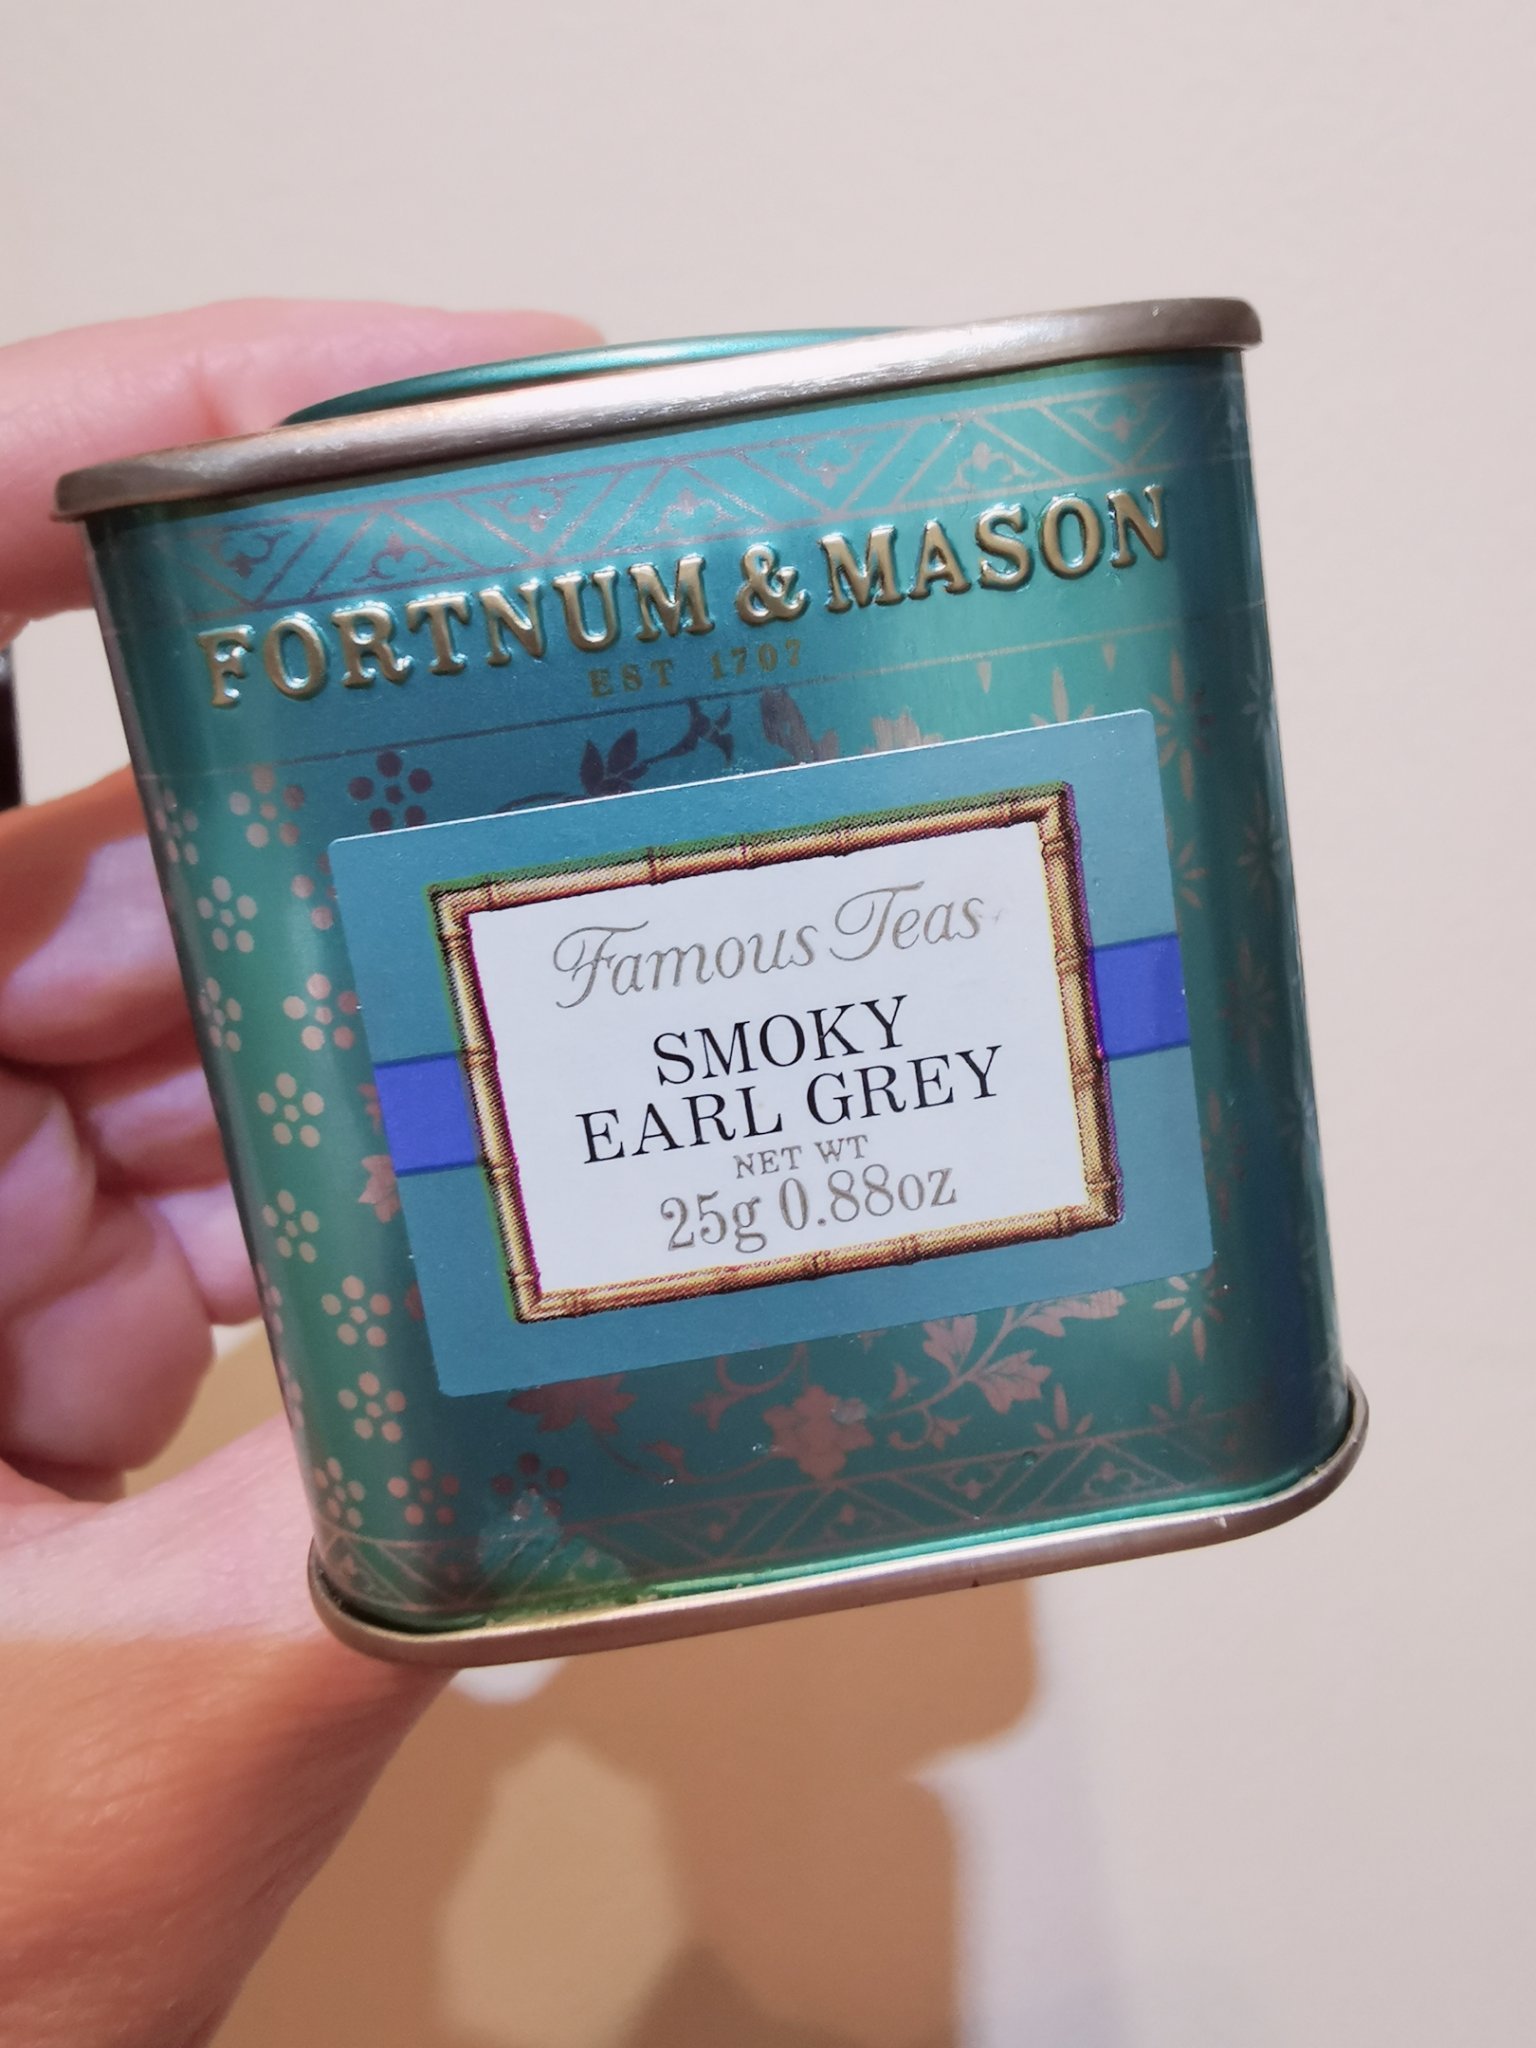 FORTNUM & MASON
EST 1707
Famous Teas
SMOKY
EARL GREY
NET WT
25g 0.88oz